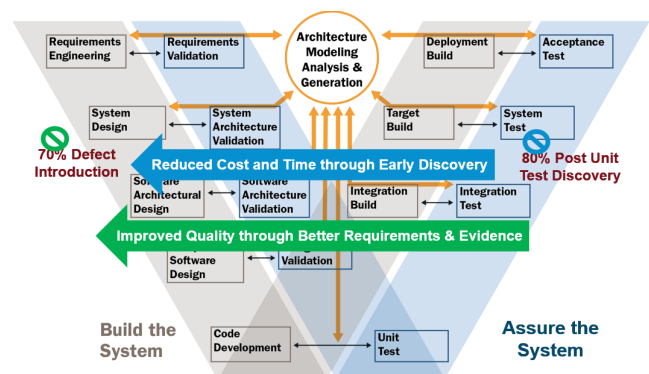 Architecture
Modeling
Analysis &
Generation
Requirements
Engineering
Requirements
Validation
Deployment
Build
Acceptance
Test
System
Design
System
Architecture
Validation
Target
Build
System
Test
70% Defect
Introduction
Reduced Cost and Time through Early Discovery
80% Post Unit
Test Discovery
Software
Architectural
Design
Software
Architecture
Validation
Integration
Build
Integration
Test
Improved Quality through Better Requirements & Evidence
Software
Design
Validation
Build the
System
Code
Development
Unit
Test
Assure the
System